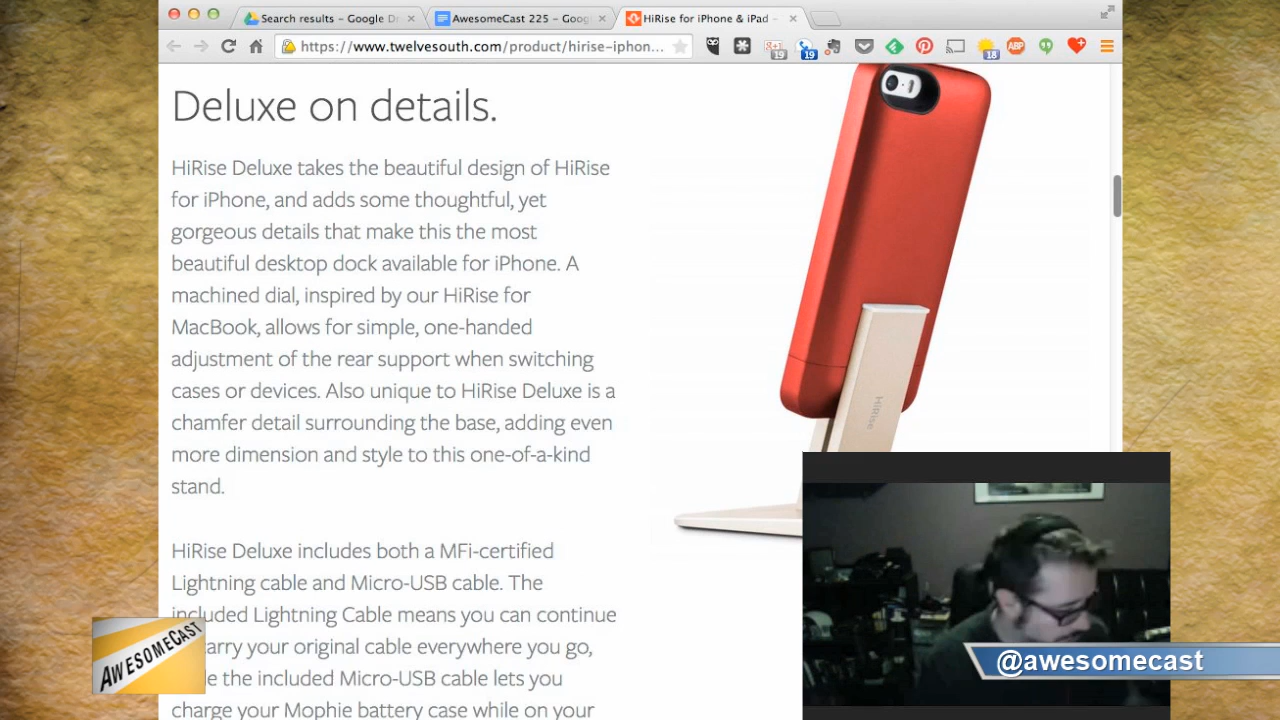 Search results – Google D
AwesomeCast 225 – Goog
HiRise for iPhone & iPad –
https://www.twelvesouth.com/product/hirise-iphon...
19
19
18
ABP
Deluxe on details.
HiRise Deluxe takes the beautiful design of HiRise
for iPhone, and adds some thoughtful, yet
gorgeous details that make this the most
beautiful desktop dock available for iPhone. A
machined dial, inspired by our HiRise for
MacBook, allows for simple, one-handed
adjustment of the rear support when switching
cases or devices. Also unique to HiRise Deluxe is a
chamfer detail surrounding the base, adding even
more dimension and style to this one-of-a-kind
stand.
HiRise Deluxe includes both a MFi-certified
Lightning cable and Micro-USB cable. The
included Lightning Cable means you can continue
carry your original cable everywhere you go,
the included Micro-USB cable lets you
charge your Mophie battery case while on your
HiRise
AwesomeCast
@awesomecast